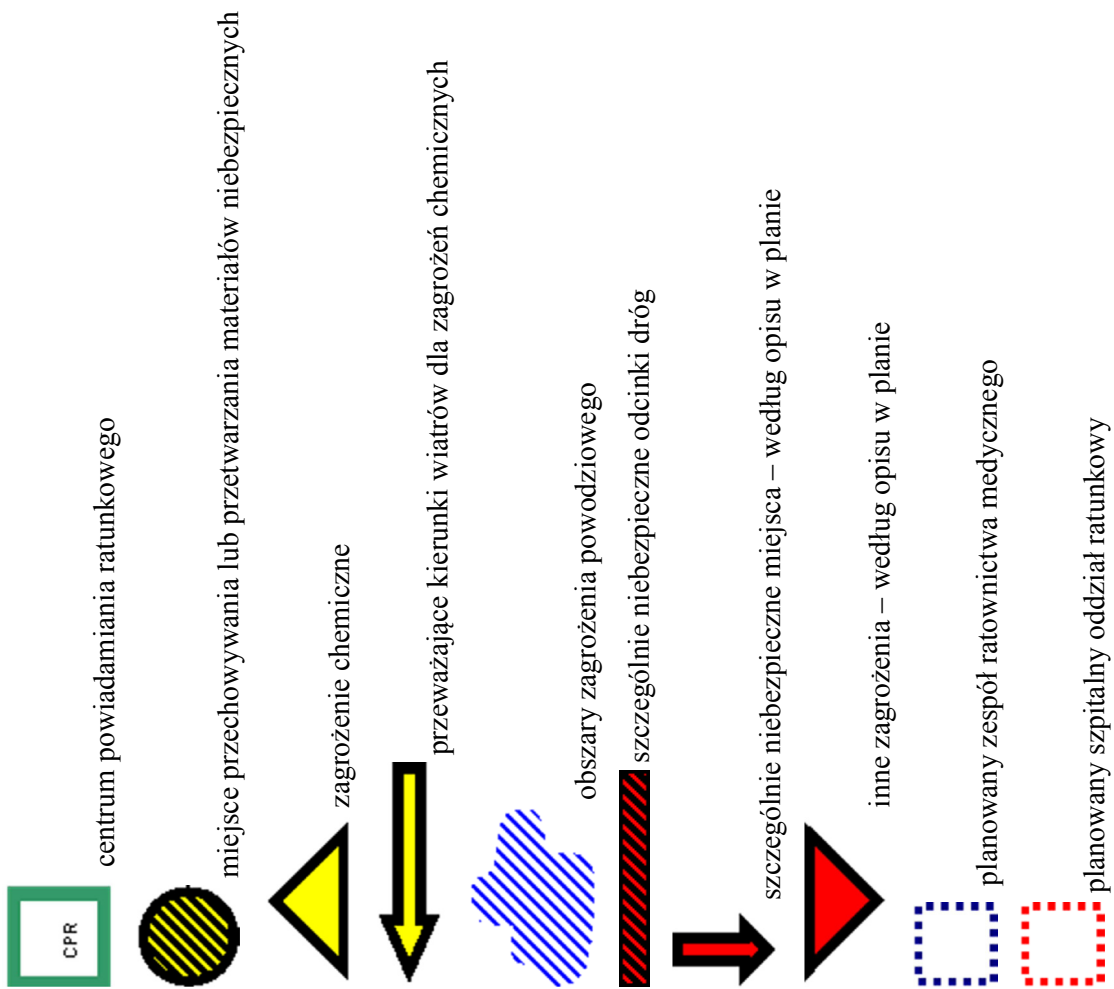 CPR
centrum powiadamiania ratunkowego
miejsce przechowywania lub przetwarzania materiałów niebezpiecznych
zagrożenie chemiczne
przeważające kierunki wiatrów dla zagrożeń chemicznych
obszary zagrożenia powodziowego
szczególnie niebezpieczne odcinki dróg
szczególnie niebezpieczne miejsca – według opisu w planie
inne zagrożenia – według opisu w planie
planowany zespół ratownictwa medycznego
planowany szpitalny oddział ratunkowy